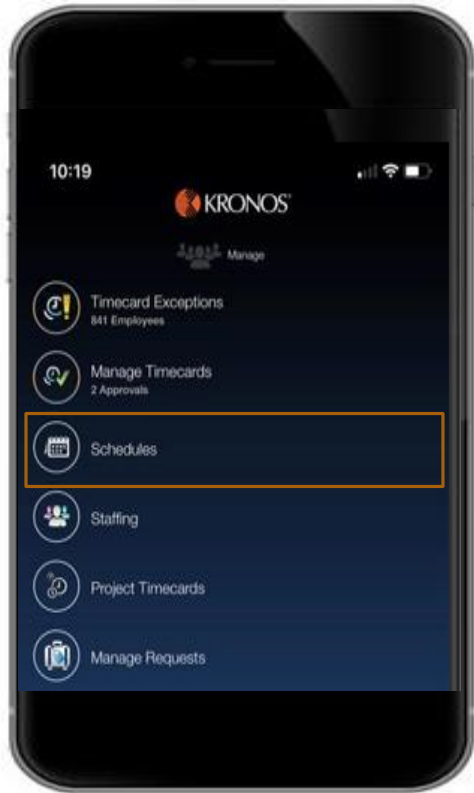 10:19
KRONOS
Manage
Timecard Exceptions
841 Employees
Manage Timecards
2 Approvals
Schedules
Staffing
Project Timecards
Manage Requests